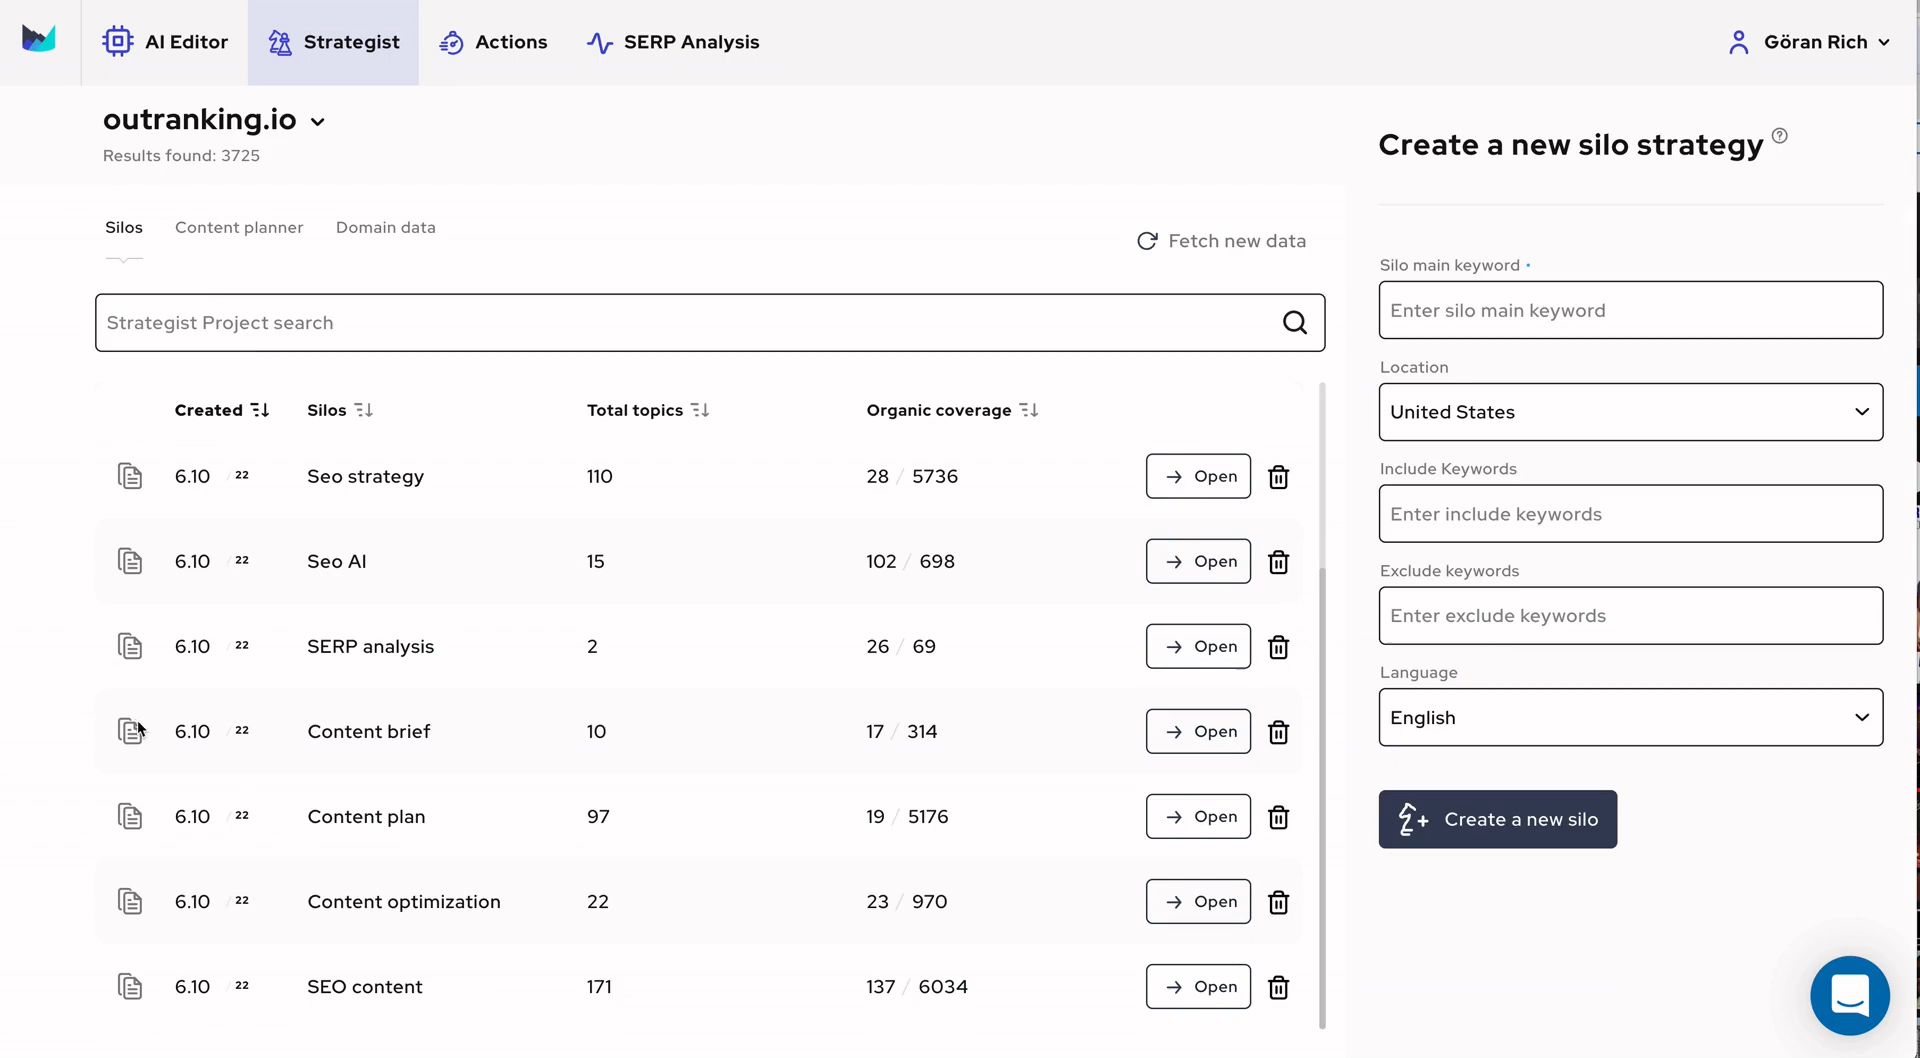 AI Editor
Strategist
Actions
SERP Analysis
Göran Rich
outranking.io
Results found: 3725
Create a new silo strategy ?
Silos
Content planner
Domain data
Fetch new data
Strategist Project search
Created
Silos
Total topics
Organic coverage
6.10 / 22 Seo strategy 110 28 / 5736 → Open
6.10 / 22 Seo AI 15 102 / 698 → Open
6.10 / 22 SERP analysis 2 26 / 69 → Open
6.10 / 22 Content brief 10 17 / 314 → Open
6.10 / 22 Content plan 97 19 / 5176 → Open
6.10 / 22 Content optimization 22 23 / 970 → Open
6.10 / 22 SEO content 171 137 / 6034 → Open
Silo main keyword •
Enter silo main keyword
Location
United States
Include Keywords
Enter include keywords
Exclude keywords
Enter exclude keywords
Language
English
Create a new silo